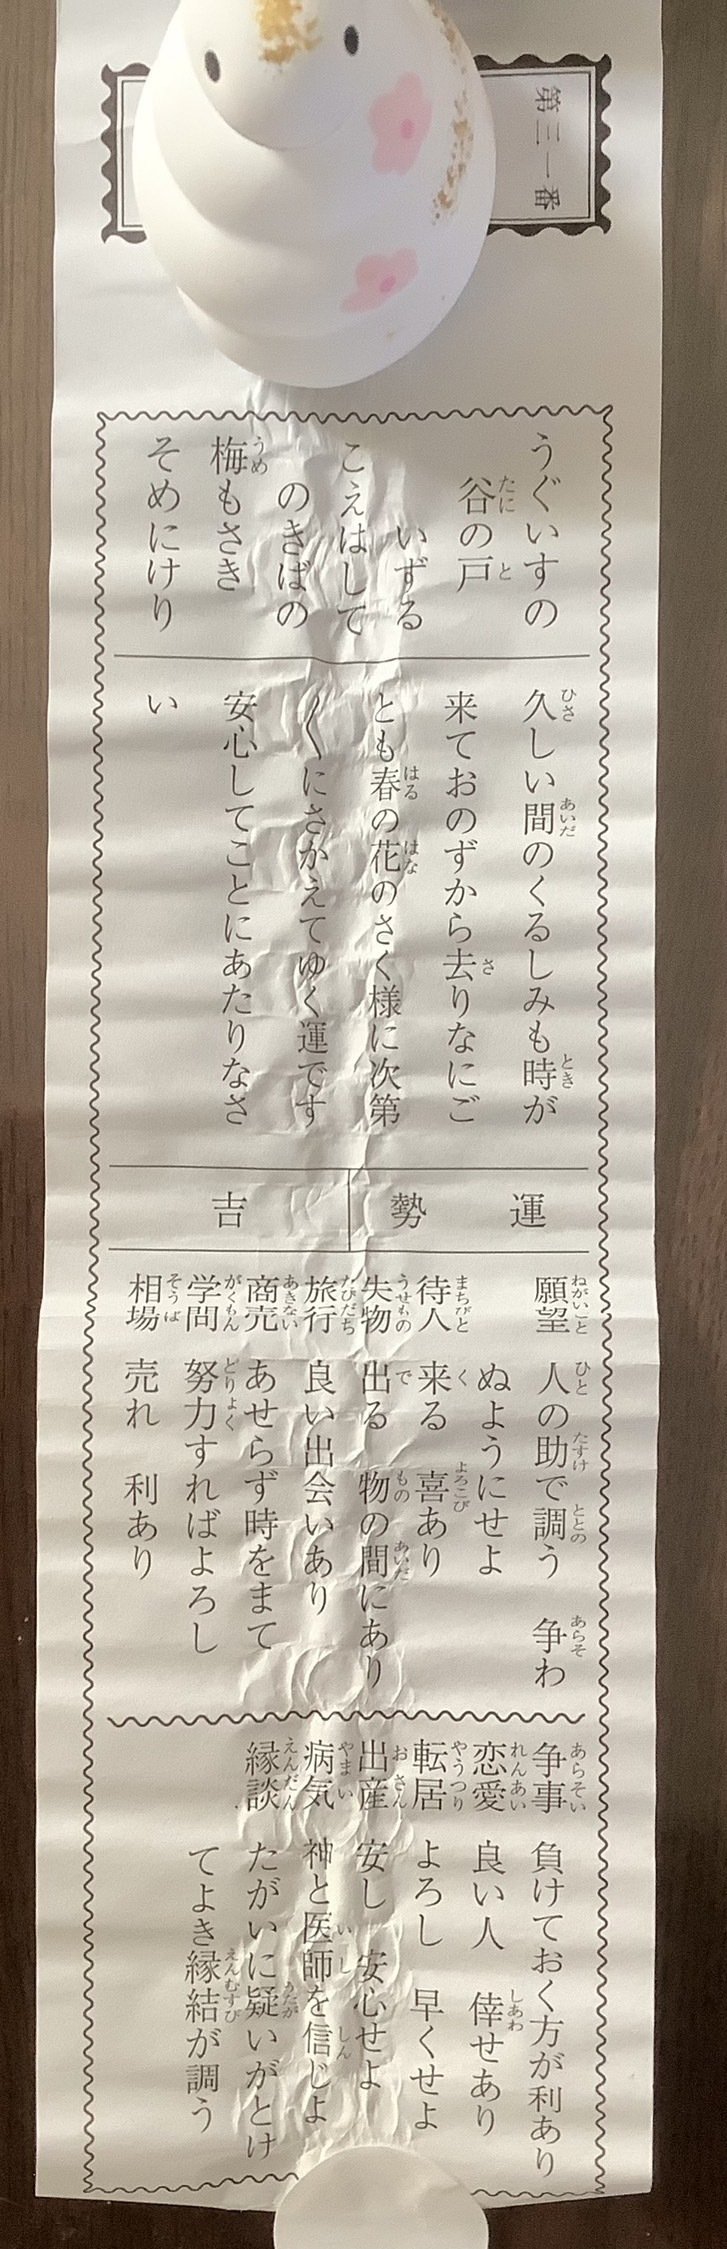 第三一番
うぐいすの
谷の戸
いずる
こえはして
のきばの
梅もさき
そめにけり
久しい間のくるしみも時が
来ておのずから去りなにご
とも春の花のさく様に次第
〱にさかえてゆく運です
安心してことにあたりなさ
い
運勢
吉
願望 人の助で調う 争わ
ぬようにせよ
待人 来る 喜あり
失物 出る 物の間にあり
旅行 良い出会いあり
商売 あせらず時をまて
学問 努力すればよろし
相場 売れ 利あり
争事 負けておく方が利あり
恋愛 良い人 倖せあり
転居 よろし 早くせよ
出産 安し 安心せよ
病気 神と医師を信じよ
縁談 たがいに疑いがとけ
てよき縁結が調う